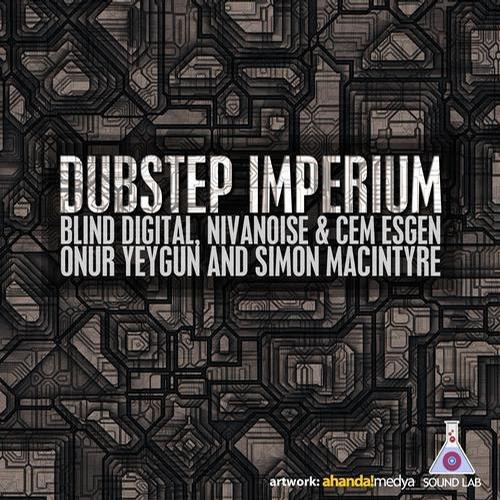 DUBSTEP IMPERIUM
BLIND DIGITAL, NIVANOISE & CEM ESGEN
ONUR YEYGUN AND SIMON MACINTYRE
artwork: ahanda!medya SOUND LAB